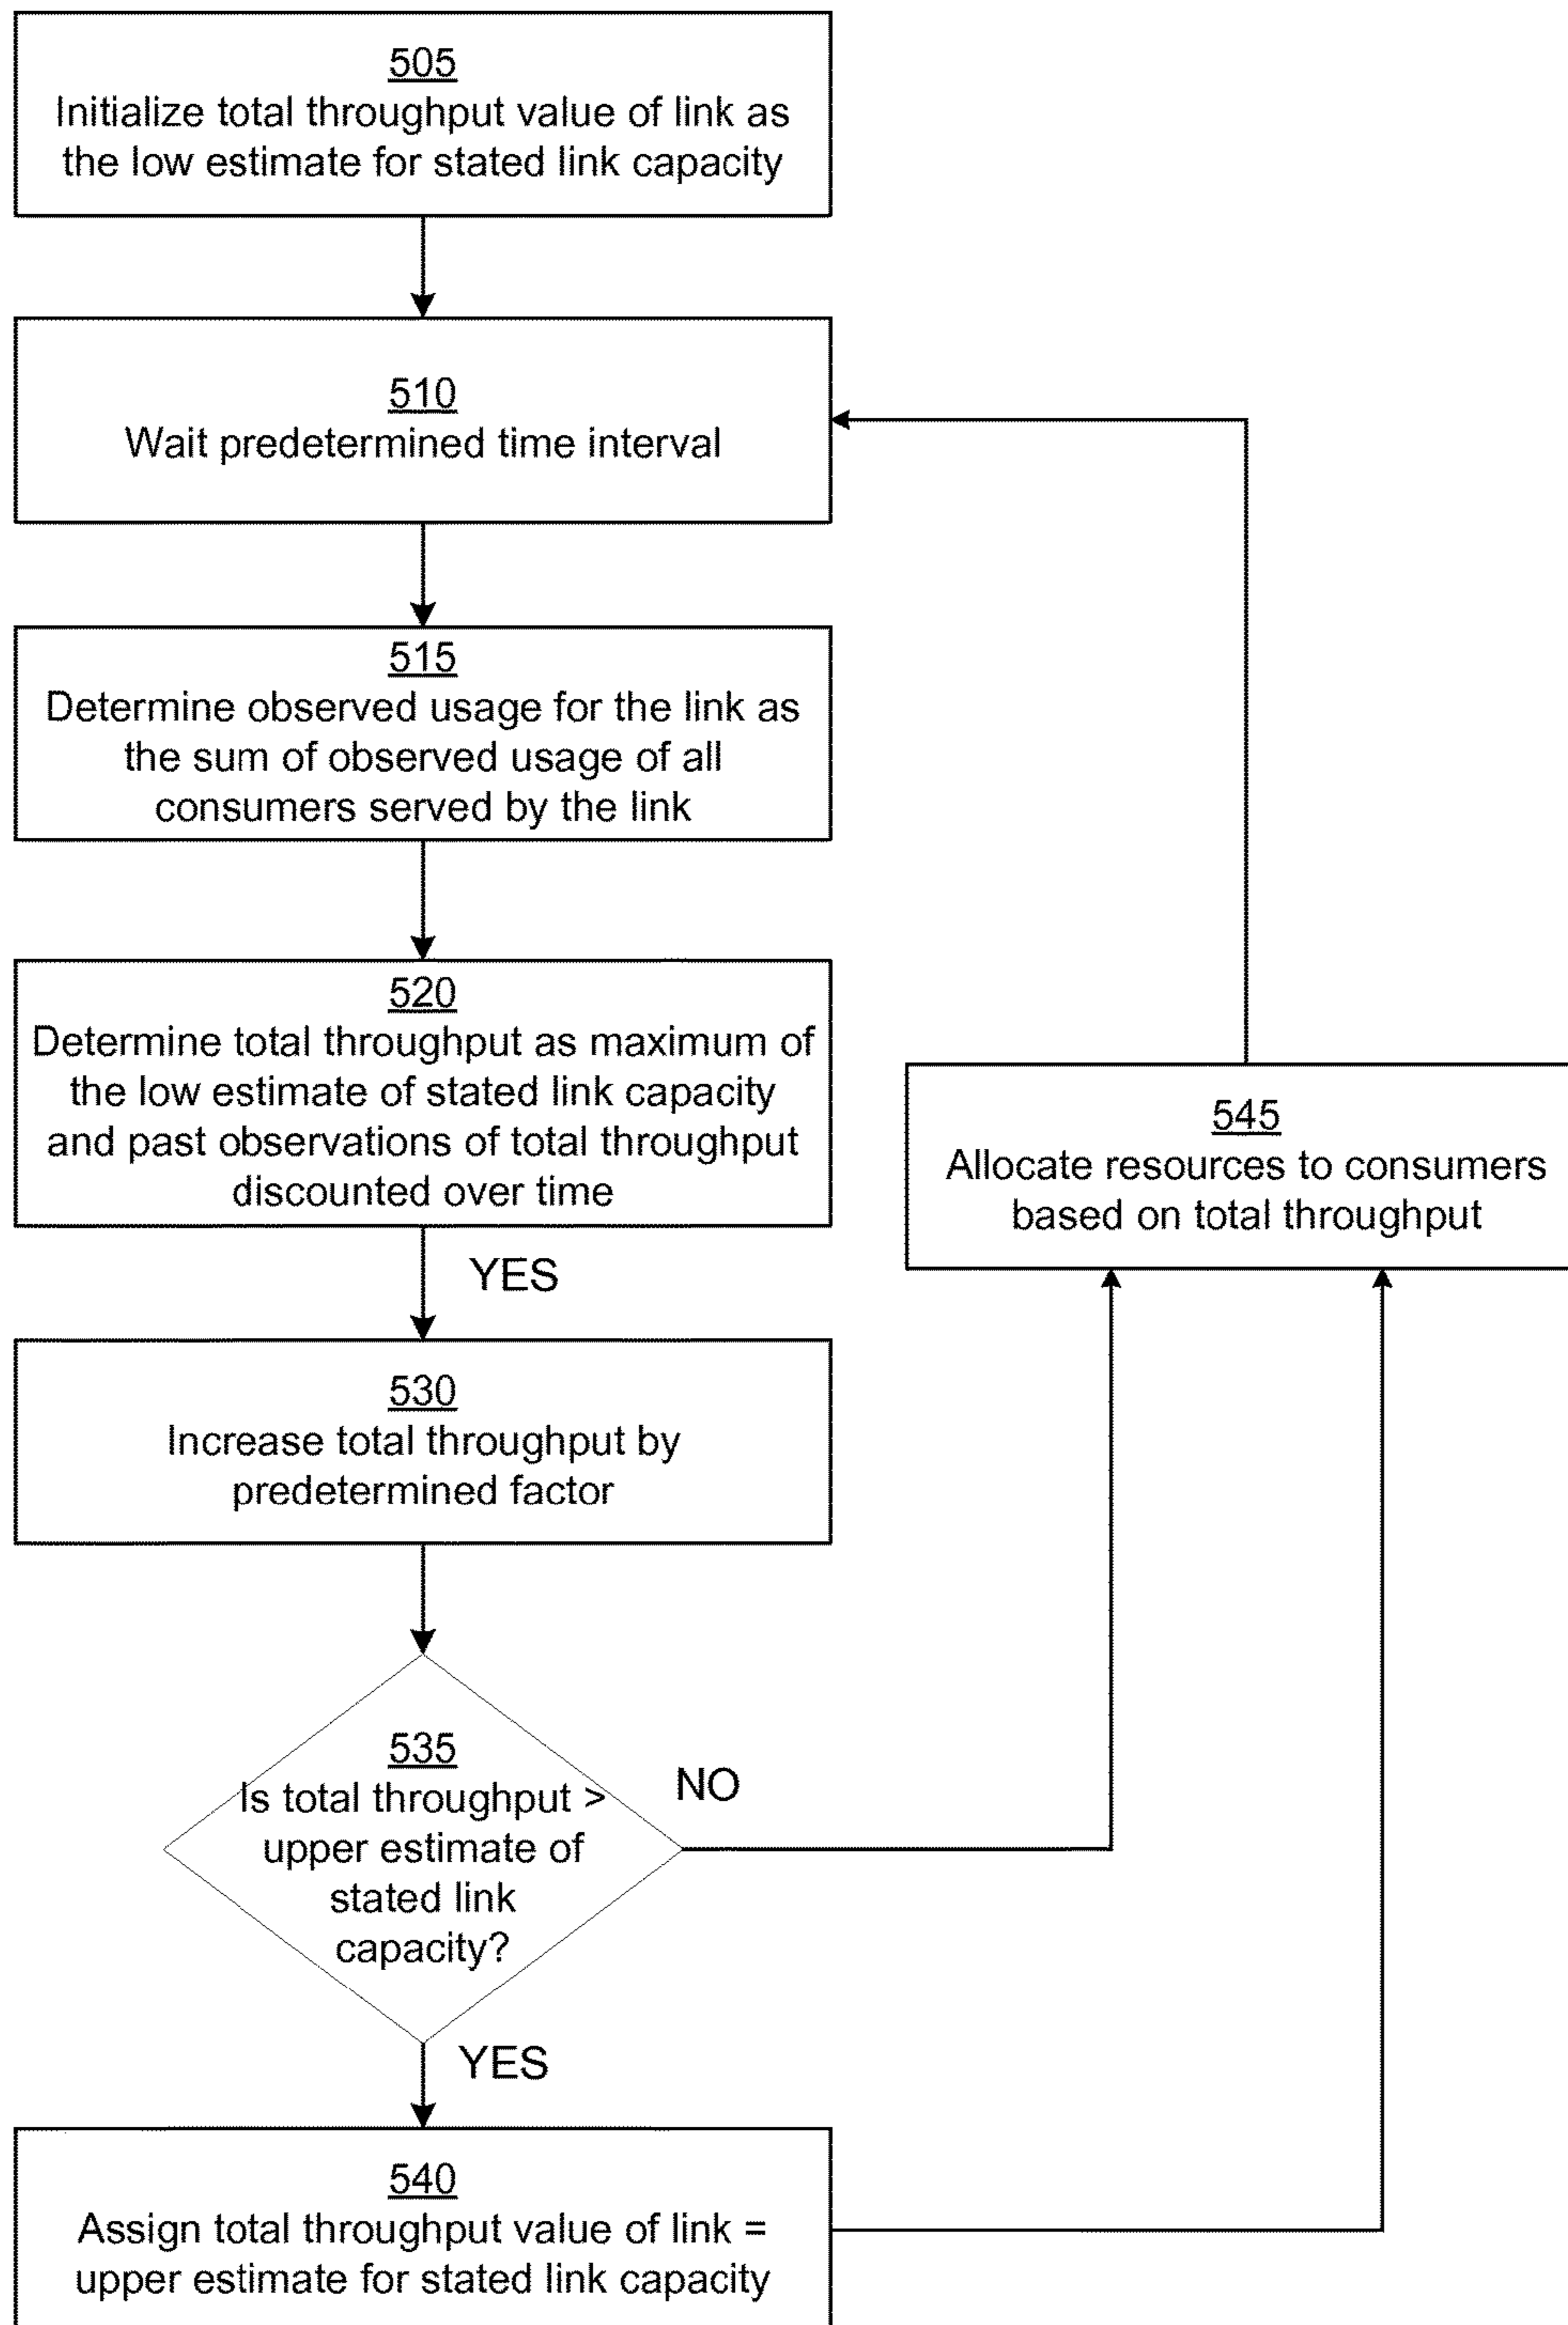 505
Initialize total throughput value of link as
the low estimate for stated link capacity
510
Wait predetermined time interval
515
Determine observed usage for the link as
the sum of observed usage of all
consumers served by the link
520
Determine total throughput as maximum of
the low estimate of stated link capacity
and past observations of total throughput
discounted over time
545
Allocate resources to consumers
based on total throughput
YES
530
Increase total throughput by
predetermined factor
535
Is total throughput >
upper estimate of
stated link
capacity?
NO
YES
540
Assign total throughput value of link =
upper estimate for stated link capacity